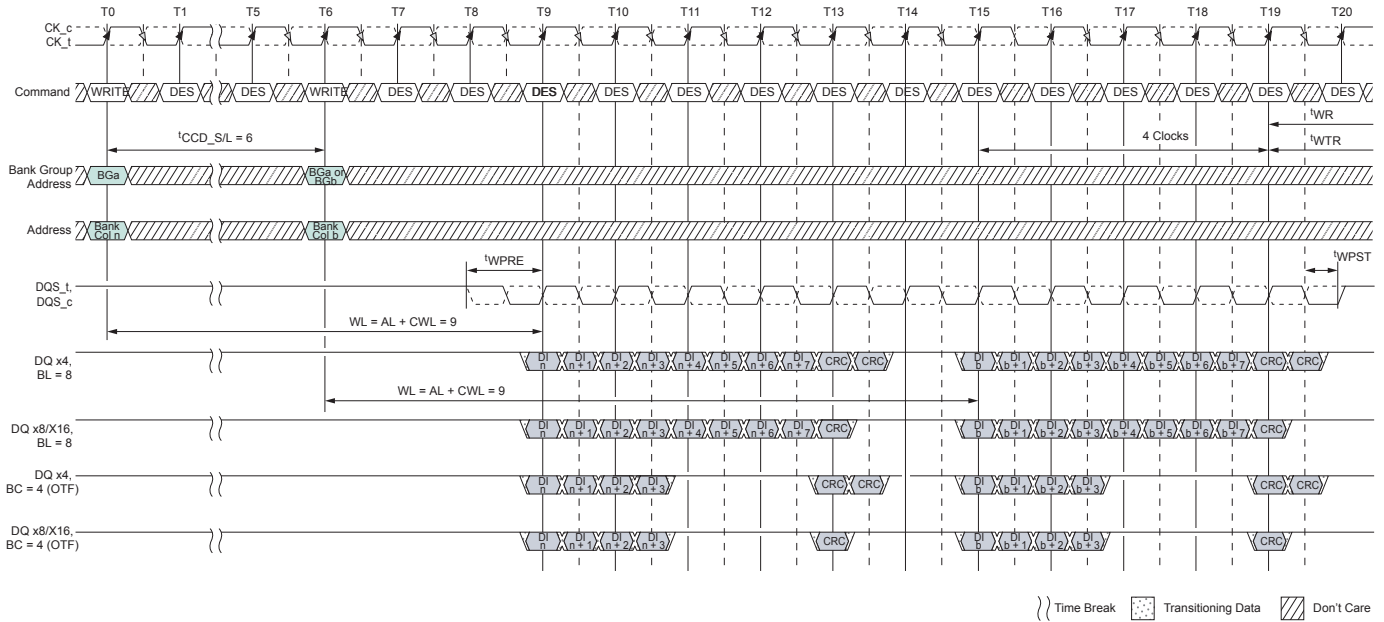 T0 T1 T5 T6 T7 T8 T9 T10 T11 T12 T13 T14 T15 T16 T17 T18 T19 T20
CK_c
CK_t
Command WRITE DES DES WRITE DES DES DES DES DES DES DES DES DES DES DES DES DES DES
tWR
tCCD_S/L = 6 4 Clocks tWTR
Bank Group
Address BGa BGa or
BGb
Address Bank
Col n Bank
Col b
tWPRE tWPST
DQS_t,
DQS_c
WL = AL + CWL = 9
DQ x4,
BL = 8 DI
n DI
n + 1 DI
n + 2 DI
n + 3 DI
n + 4 DI
n + 5 DI
n + 6 DI
n + 7 CRC CRC DI
b DI
b + 1 DI
b + 2 DI
b + 3 DI
b + 4 DI
b + 5 DI
b + 6 DI
b + 7 CRC CRC
WL = AL + CWL = 9
DQ x8/X16,
BL = 8 DI
n DI
n + 1 DI
n + 2 DI
n + 3 DI
n + 4 DI
n + 5 DI
n + 6 DI
n + 7 CRC DI
b DI
b + 1 DI
b + 2 DI
b + 3 DI
b + 4 DI
b + 5 DI
b + 6 DI
b + 7 CRC
DQ x4,
BC = 4 (OTF) DI
n DI
n + 1 DI
n + 2 DI
n + 3 CRC CRC DI
b DI
b + 1 DI
b + 2 DI
b + 3 CRC CRC
DQ x8/X16,
BC = 4 (OTF) DI
n DI
n + 1 DI
n + 2 DI
n + 3 CRC DI
b DI
b + 1 DI
b + 2 DI
b + 3 CRC
Time Break Transitioning Data Don't Care